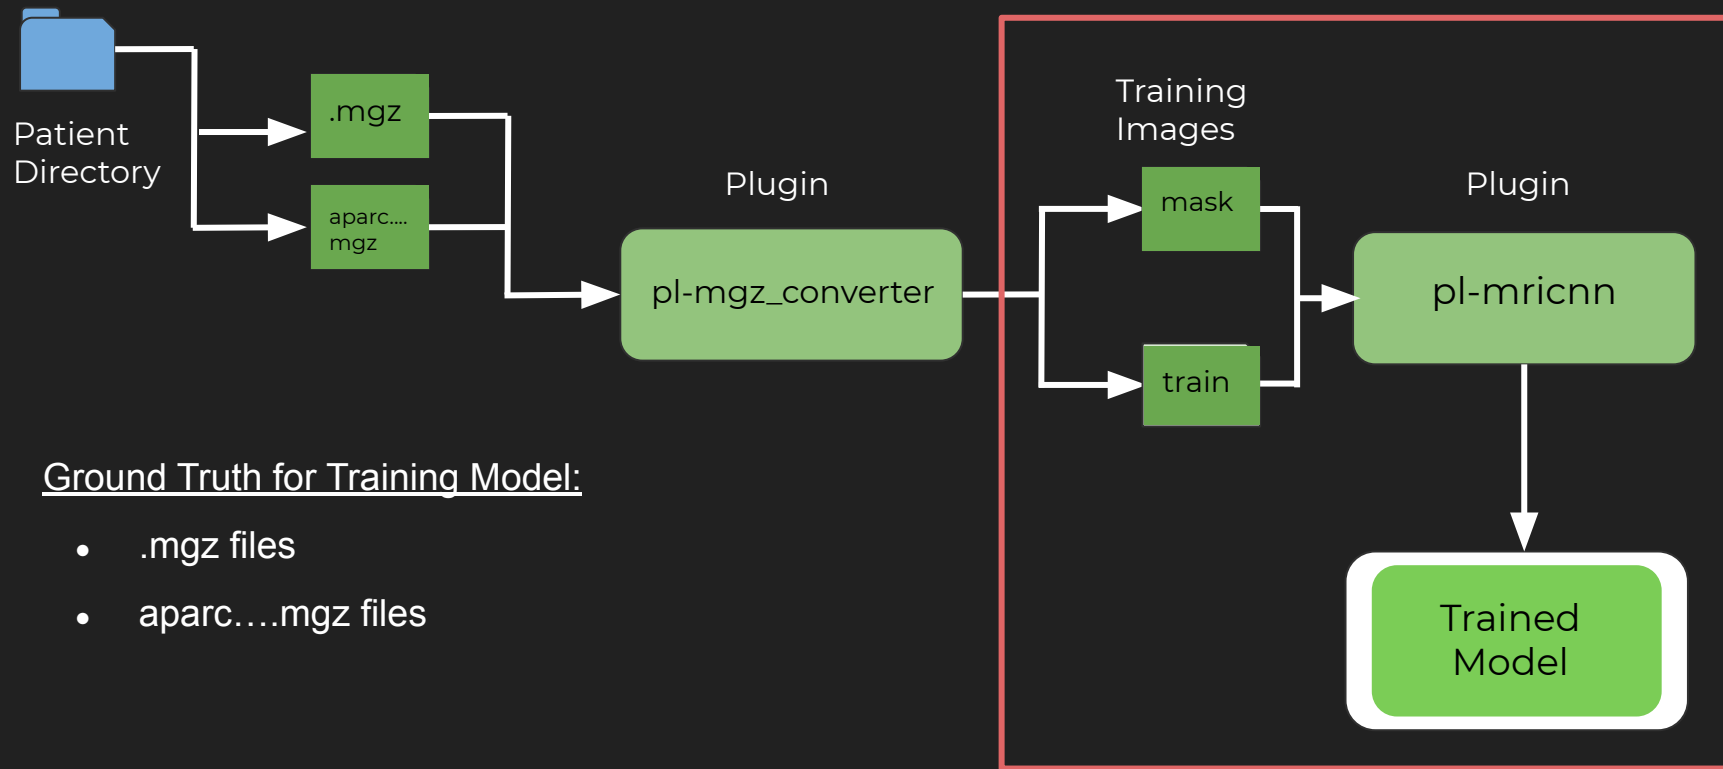 Patient
Directory
.mgz
aparc....
mgz
Plugin
pl-mgz_converter
Training
Images
mask
train
Plugin
pl-mricnn
Trained
Model
Ground Truth for Training Model:
● .mgz files
● aparc….mgz files